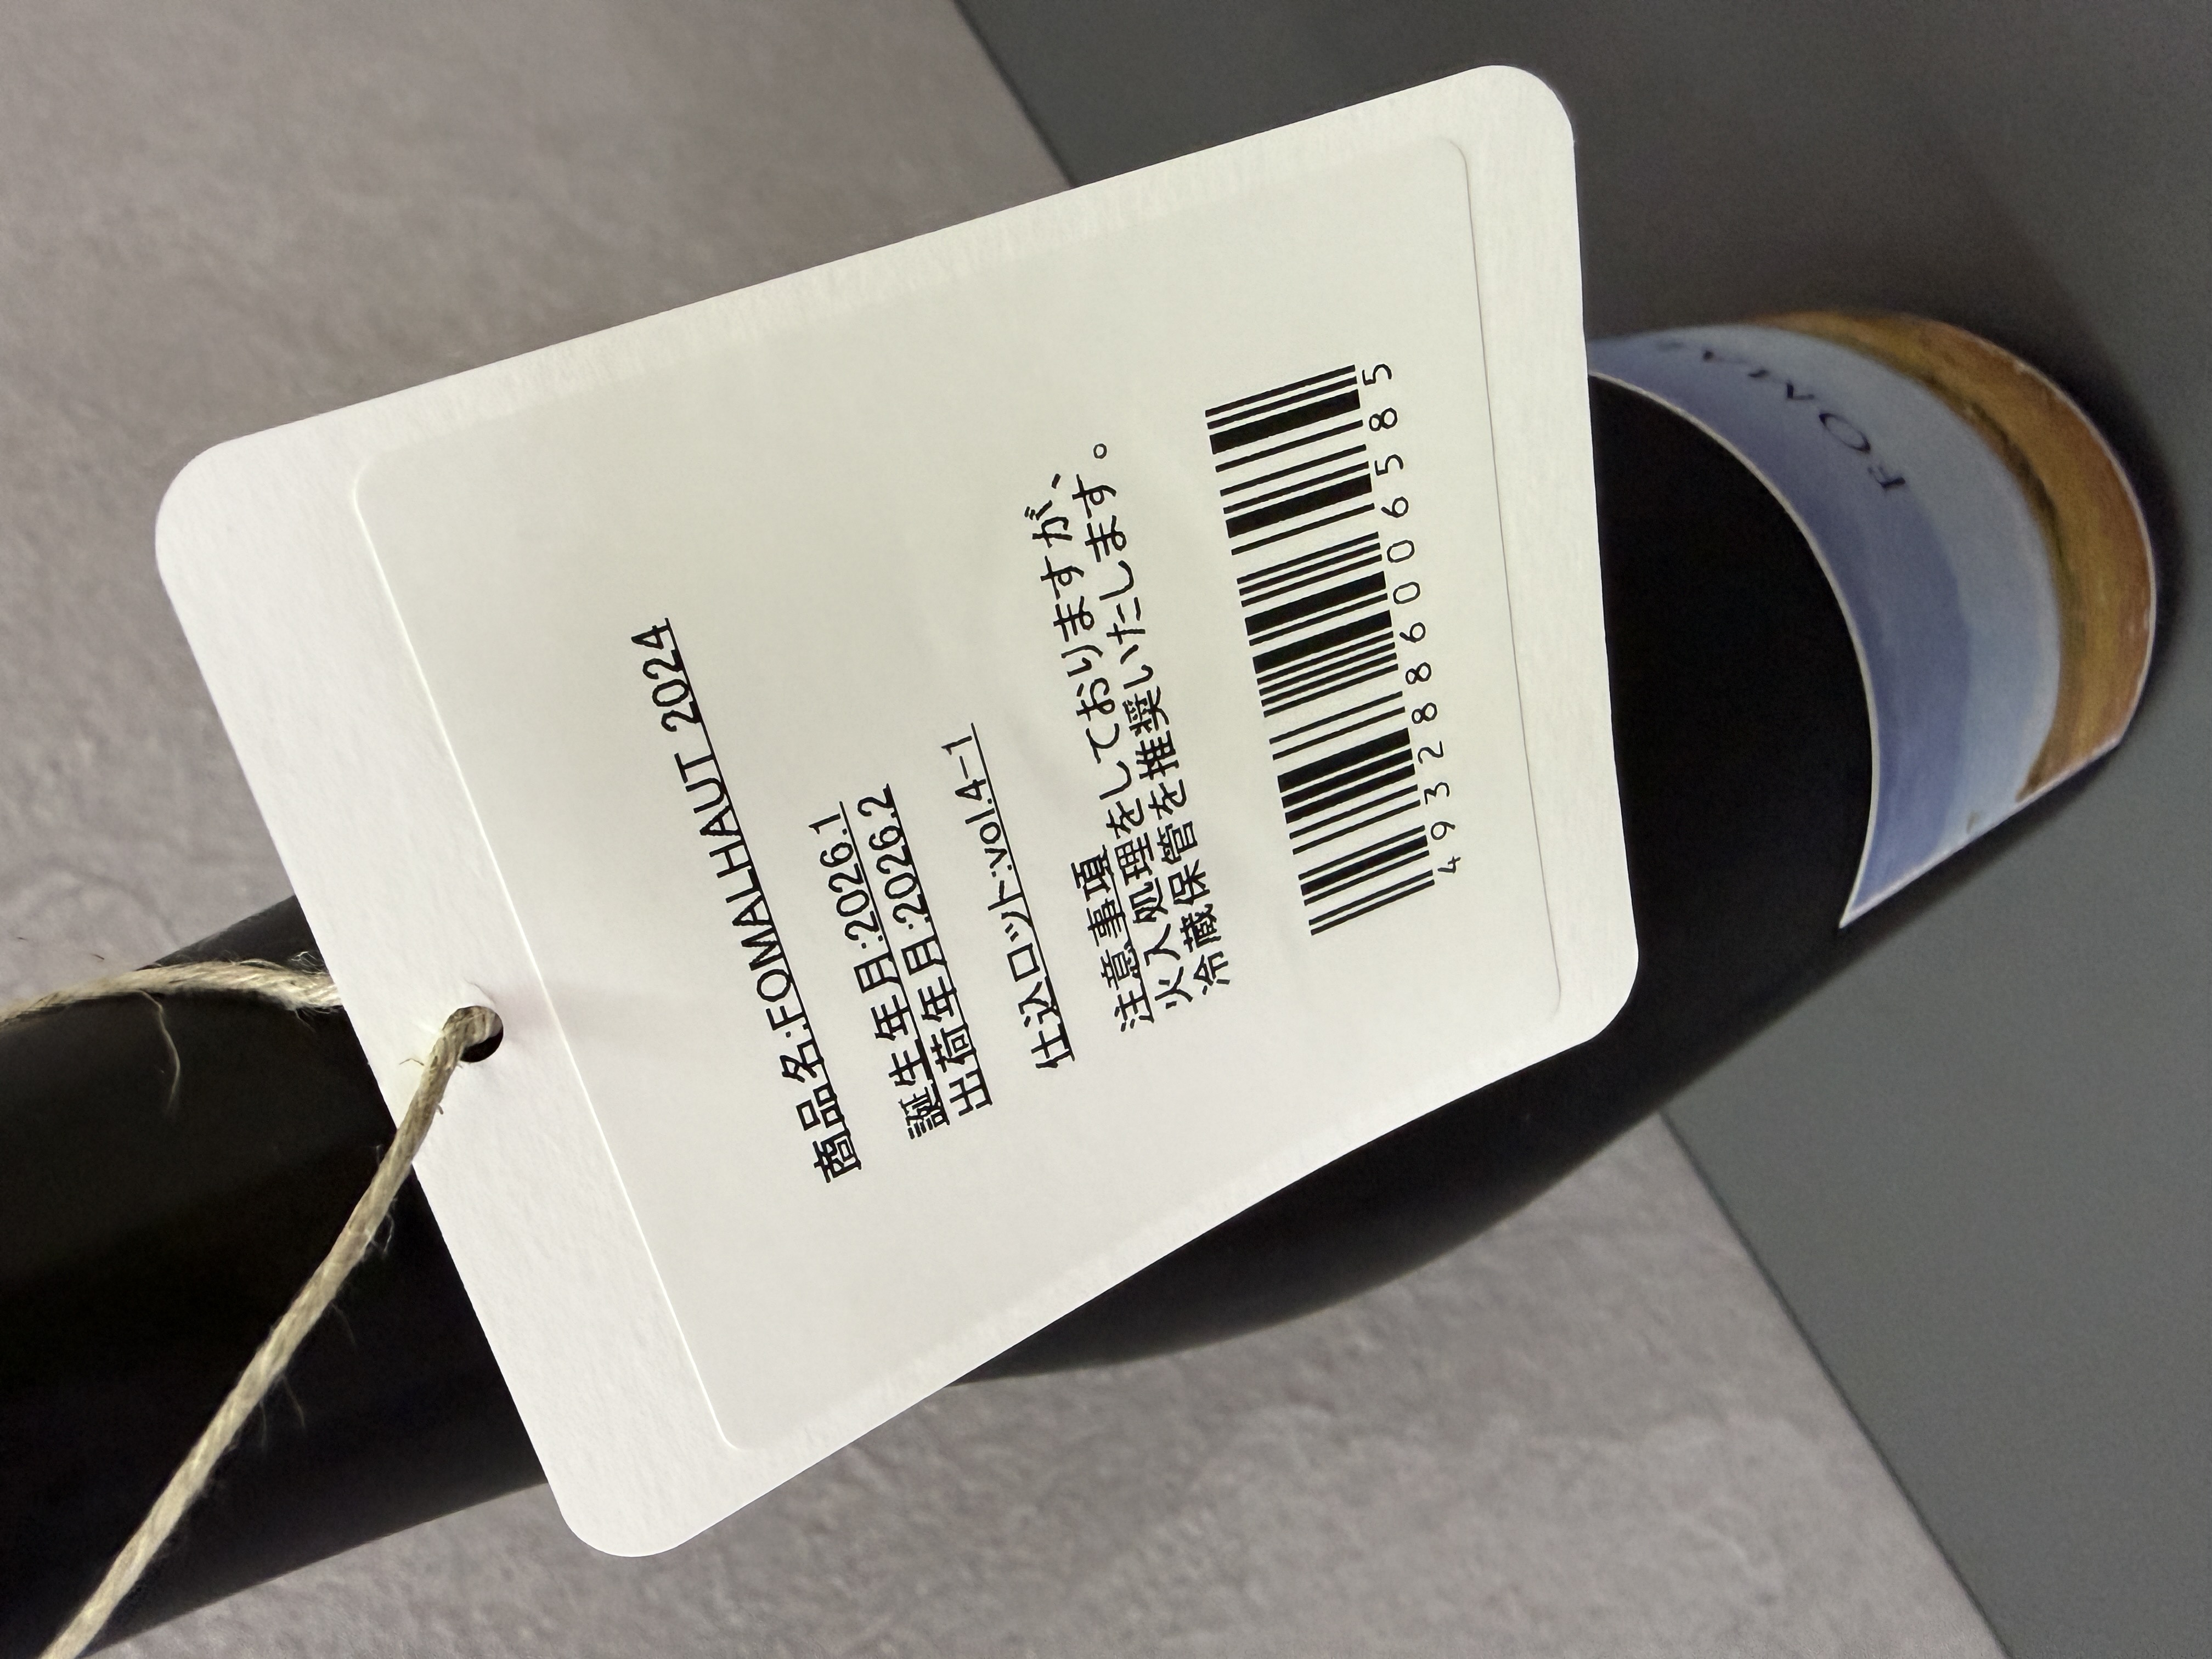 商品名:FOMALHAUT 2024
誕生年月:2026.1
出荷年月:2026.2
仕込ロット:vol.4-1
注意事項
火入処理をしておりますが、
冷蔵保管を推奨いたします。
4932886006585